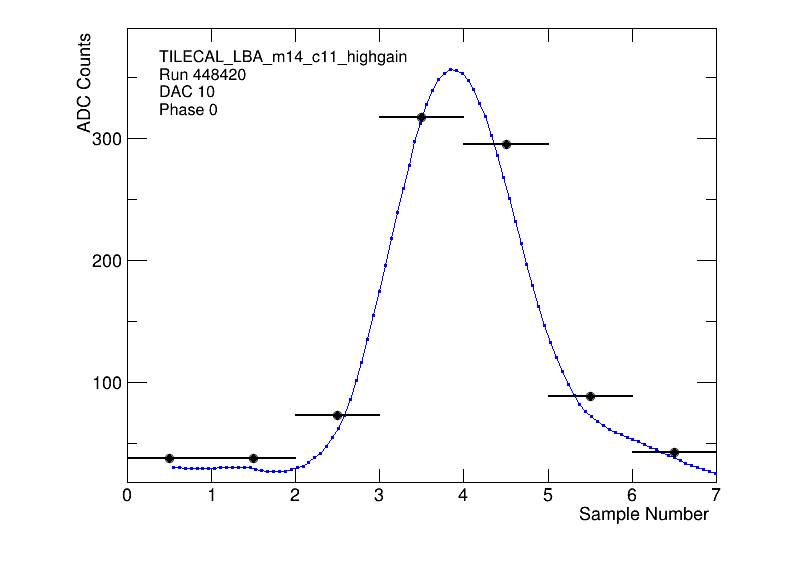 TILECAL_LBA_m14_c11_highgain
Run 448420
DAC 10
Phase 0
ADC Counts
300
200
100
0 1 2 3 4 5 6 7
Sample Number